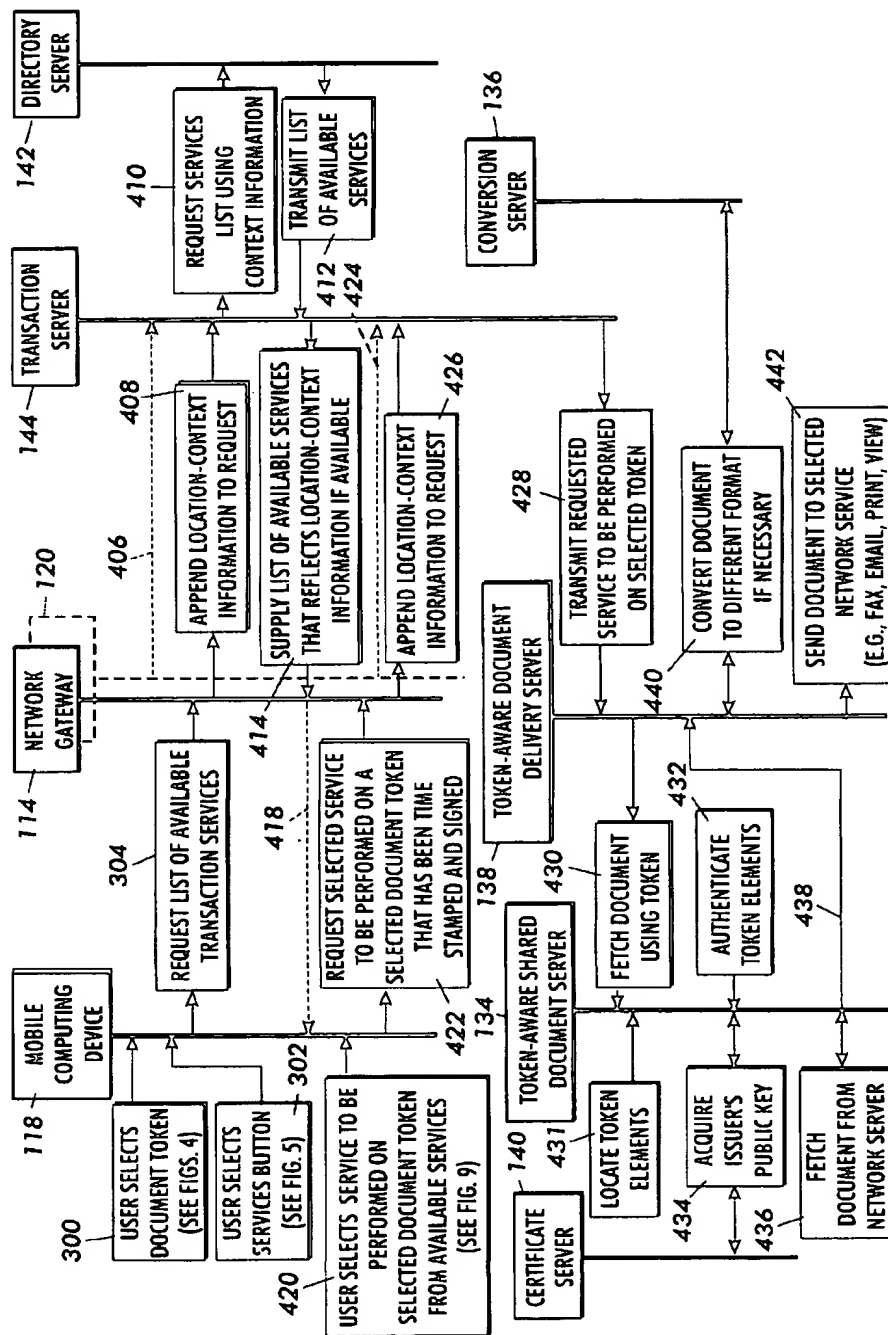 118
MOBILE
COMPUTING
DEVICE
114
NETWORK
GATEWAY
120
144
TRANSACTION
SERVER
142
DIRECTORY
SERVER
300
USER SELECTS
DOCUMENT TOKEN
(SEE FIGS. 4)
USER SELECTS
SERVICES BUTTON
(SEE FIG. 5)
302
304
REQUEST LIST OF AVAILABLE
TRANSACTION SERVICES
406
408
APPEND LOCATION-CONTEXT
INFORMATION TO REQUEST
410
REQUEST SERVICES
LIST USING
CONTEXT INFORMATION
TRANSMIT LIST
OF AVAILABLE
SERVICES
412
414
SUPPLY LIST OF AVAILABLE SERVICES
THAT REFLECTS LOCATION-CONTEXT
INFORMATION IF AVAILABLE
418
420
USER SELECTS SERVICE TO BE
PERFORMED ON
SELECTED DOCUMENT TOKEN
FROM AVAILABLE SERVICES
(SEE FIG. 9)
422
REQUEST SELECTED SERVICE
TO BE PERFORMED ON A
SELECTED DOCUMENT TOKEN
THAT HAS BEEN TIME
STAMPED AND SIGNED
424
APPEND LOCATION-CONTEXT
INFORMATION TO REQUEST
426
140
CERTIFICATE
SERVER
134
TOKEN-AWARE SHARED
DOCUMENT SERVER
138
TOKEN-AWARE DOCUMENT
DELIVERY SERVER
CONVERSION
SERVER
136
428
TRANSMIT REQUESTED
SERVICE TO BE PERFORMED
ON SELECTED TOKEN
430
FETCH DOCUMENT
USING TOKEN
431
LOCATE TOKEN
ELEMENTS
432
AUTHENTICATE
TOKEN ELEMENTS
434
ACQUIRE
ISSUER'S
PUBLIC KEY
436
FETCH
DOCUMENT FROM
NETWORK SERVER
438
440
CONVERT DOCUMENT
TO DIFFERENT FORMAT
IF NECESSARY
442
SEND DOCUMENT TO SELECTED
NETWORK SERVICE
(E.G., FAX, EMAIL, PRINT, VIEW)